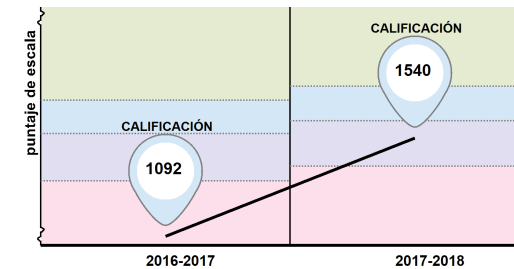 puntaje de escala
CALIFICACIÓN
1540
CALIFICACIÓN
1092
2016-2017
2017-2018